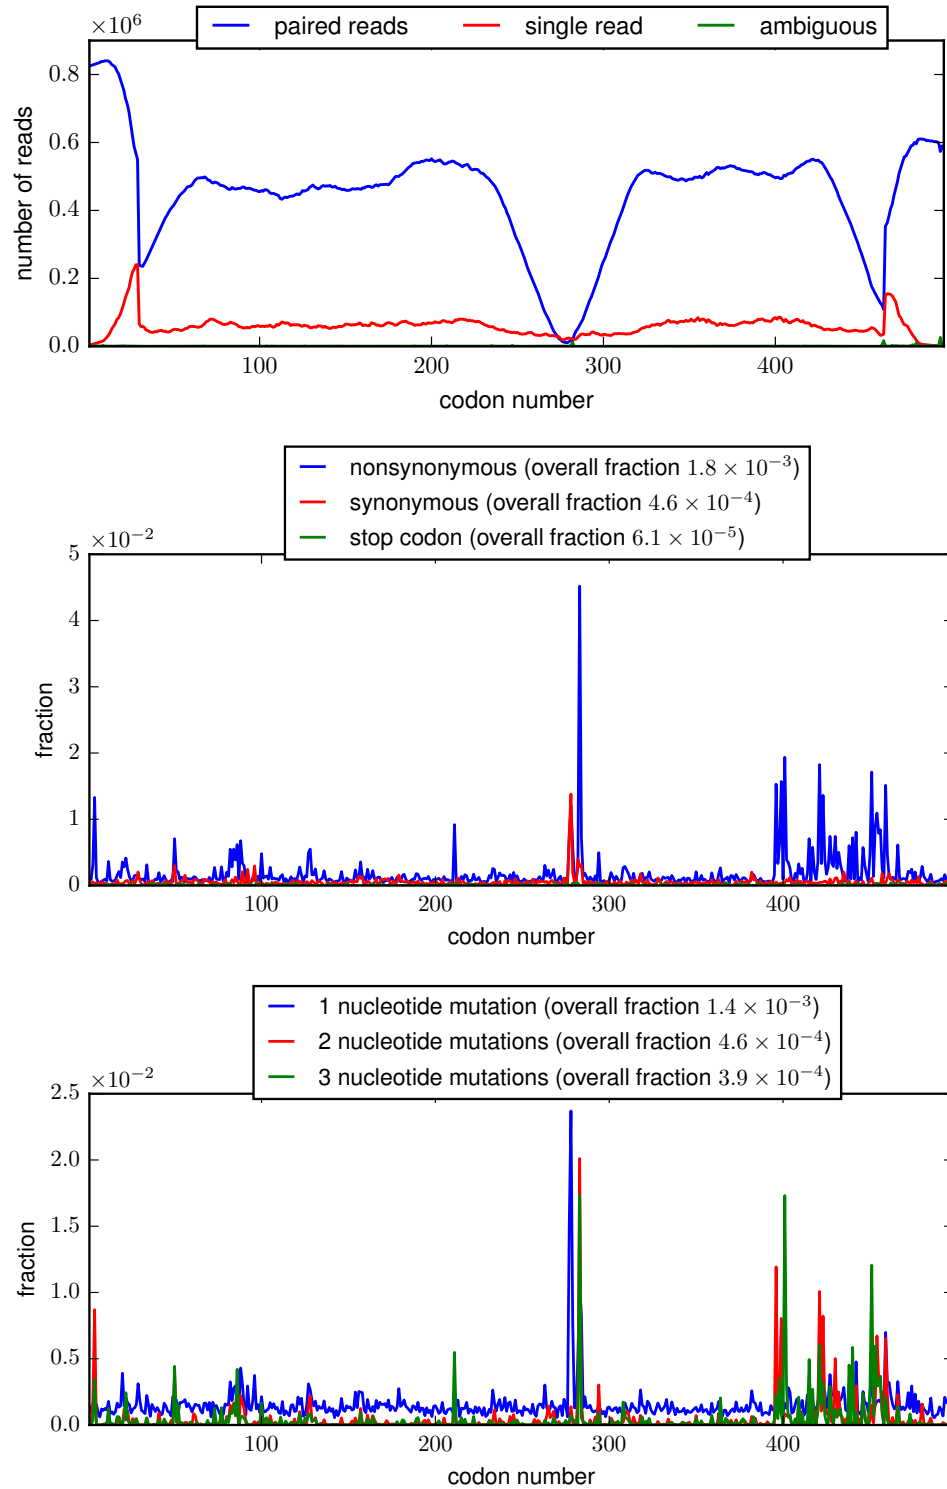 paired reads single read ambiguous
×10⁶
0.8
0.6
0.4
0.2
0.0
number of reads
100 200 300 400
codon number
nonsynonymous (overall fraction 1.8 × 10⁻³)
synonymous (overall fraction 4.6 × 10⁻⁴)
stop codon (overall fraction 6.1 × 10⁻⁵)
×10⁻²
5
4
3
2
1
0
fraction
100 200 300 400
codon number
1 nucleotide mutation (overall fraction 1.4 × 10⁻³)
2 nucleotide mutations (overall fraction 4.6 × 10⁻⁴)
3 nucleotide mutations (overall fraction 3.9 × 10⁻⁴)
×10⁻²
2.5
2.0
1.5
1.0
0.5
0.0
fraction
100 200 300 400
codon number